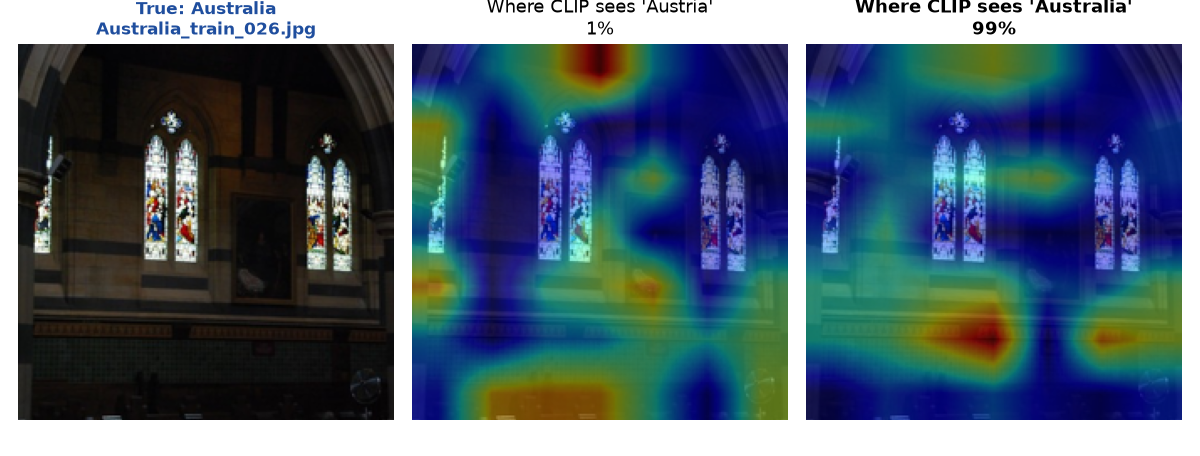 True: Australia
Australia_train_026.jpg
Where CLIP sees 'Austria'
1%
Where CLIP sees 'Australia'
99%